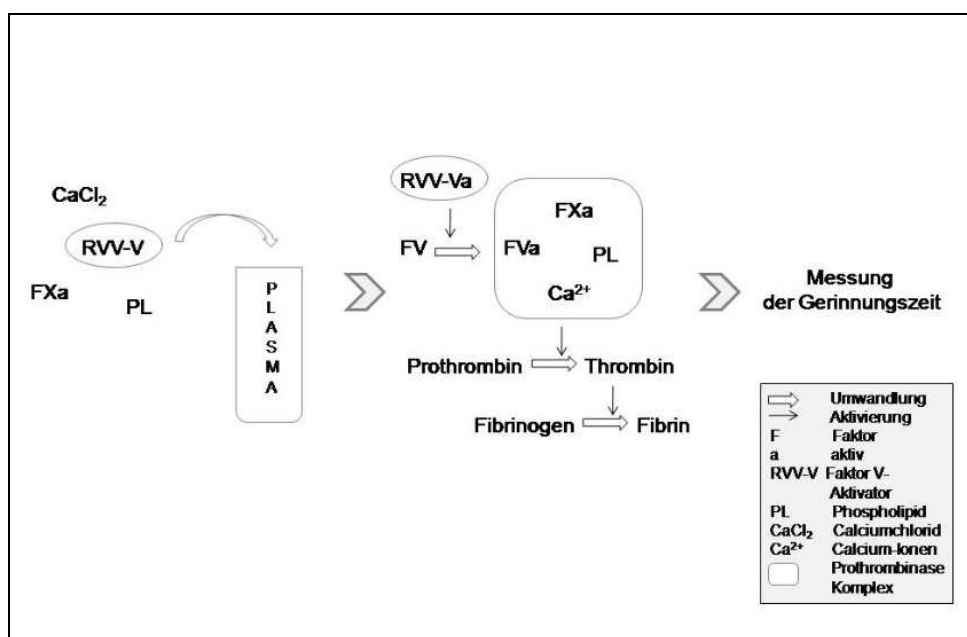 CaCl₂
RVV-V
FXa
PL
PLASMA
RVV-Va
FV
FXa
FVa
PL
Ca²⁺
Prothrombin
Thrombin
Fibrinogen
Fibrin
Messung
der Gerinnungszeit
Umwandlung
Aktivierung
F Faktor
a aktiv
RVV-V Faktor V-
Aktivator
PL Phospholipid
CaCl₂ Calciumchlorid
Ca²⁺ Calcium-Ionen
Prothrombinase
Komplex